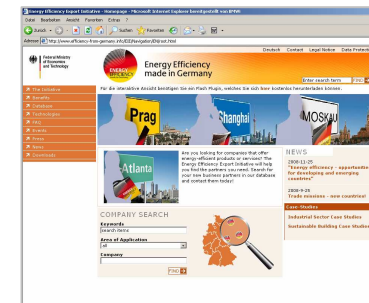 Energy Efficiency Export Initiative - Homepage - Microsoft Internet Explorer bereitgestellt von BMWi
Datei Bearbeiten Ansicht Favoriten Extras ?
Zurück Suchen Favoriten
Adresse http://www.efficiency-from-germany.info/EIE/Navigation/EN/root.html
Deutsch Contact Legal Notice Data Protect
Federal Ministry
of Economics
and Technology
ENERGY
EFFICIENCY
Energy Efficiency
made in Germany
Enter search term FIND
Für die interaktive Ansicht benötigen Sie ein Flash Plugin, welches Sie sich hier kostenlos herunterladen können.
The Initiative
Benefits
Database
Technologies
FAQ
Events
Press
News
Downloads
Prag
Shanghai
MOSKAU
Atlanta
Are you looking for companies that offer
energy-efficient products or services? The
Energy Efficiency Export Initiative will help
you find the partners you need. Search for
your new business partners in our database
and contact them today!
NEWS
2008-11-25
"Energy efficiency - opportunitie
for developing and emerging
countries"
2008-9-25
Trade missions - new countries!
Case-Studies
Industrial Sector Case Studies
Sustainable Building Case Studies
COMPANY SEARCH
Keywords
search items
Area of Application
all
Company
FIND